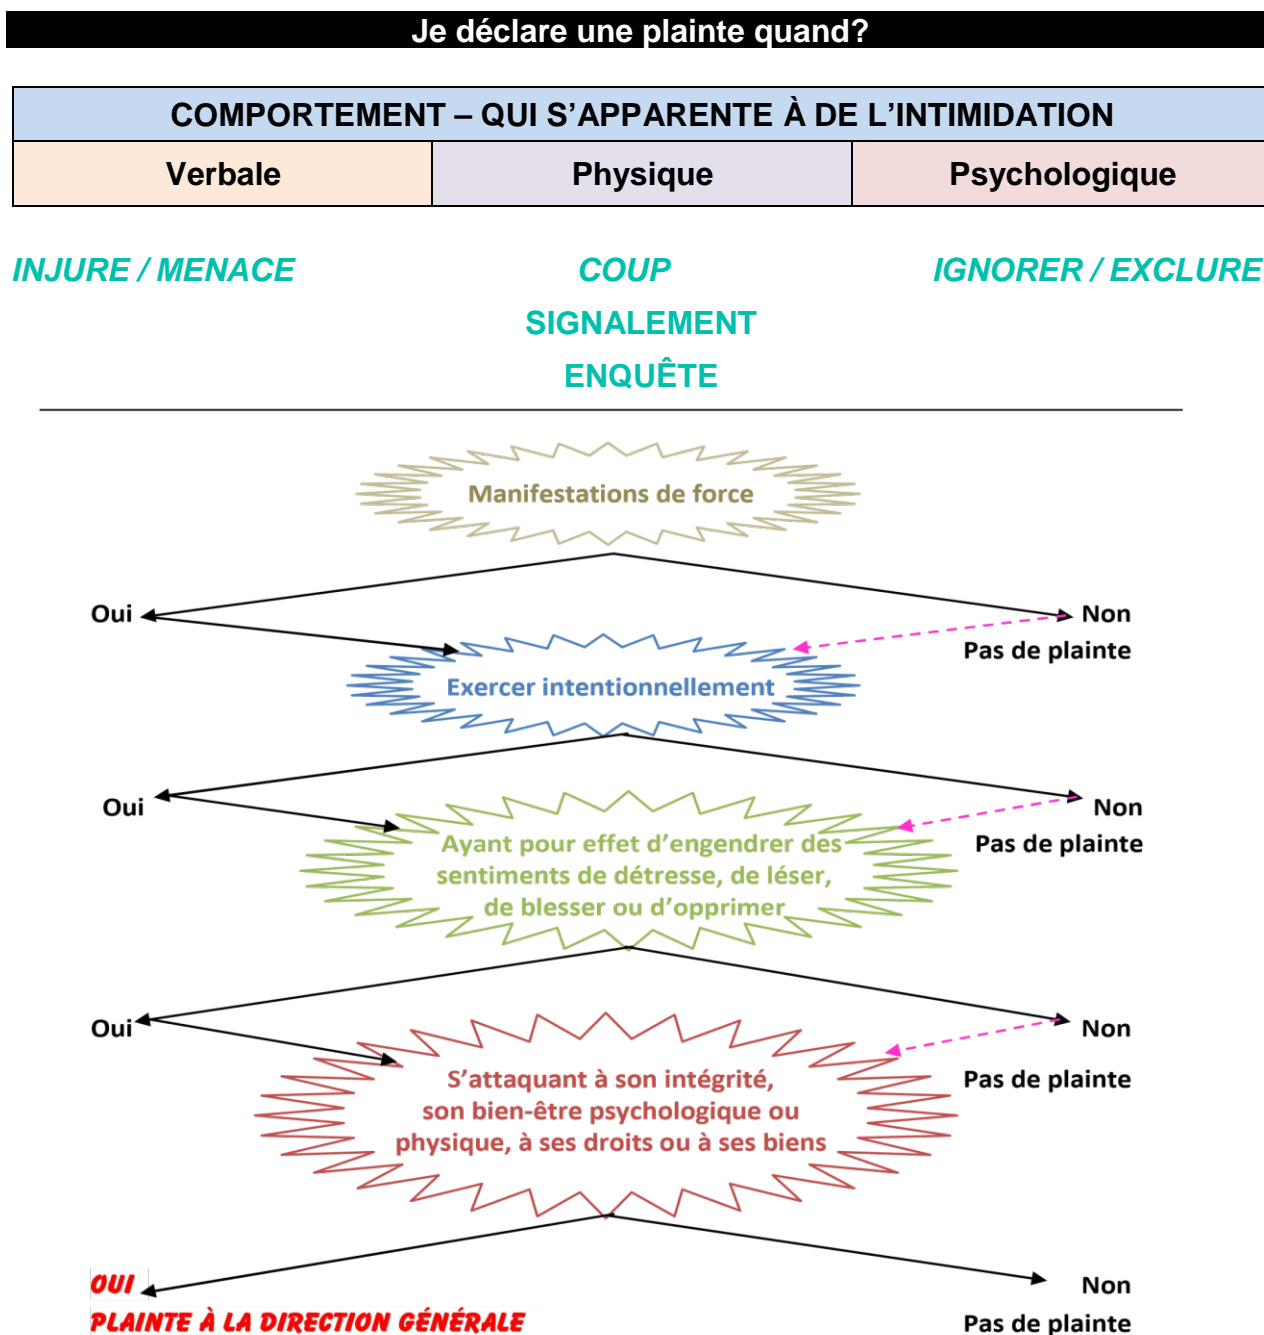 Je déclare une plainte quand?
COMPORTEMENT – QUI S'APPARENTE À DE L'INTIMIDATION
Verbale Physique Psychologique
INJURE / MENACE COUP IGNORER / EXCLURE
SIGNALEMENT
ENQUÊTE
Manifestations de force
Oui Non
Pas de plainte
Exercer intentionnellement
Oui Non
Pas de plainte
Ayant pour effet d'engendrer des
sentiments de détresse, de léser,
de blesser ou d'opprimer
Oui Non
Pas de plainte
S'attaquant à son intégrité,
son bien-être psychologique ou
physique, à ses droits ou à ses biens
OUI Non
PLAINTE À LA DIRECTION GÉNÉRALE Pas de plainte